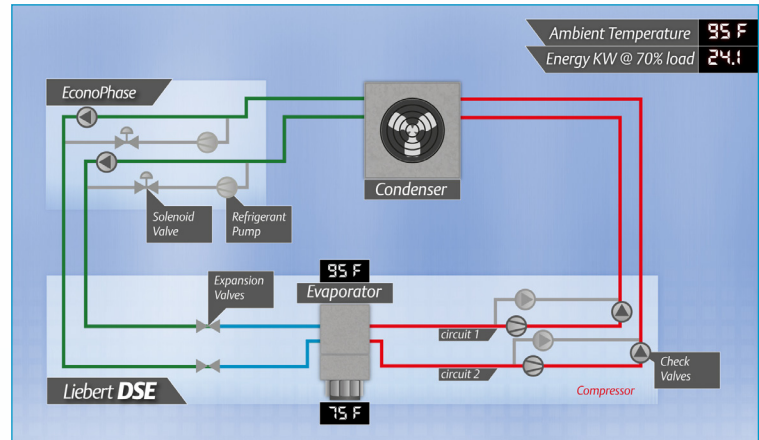 Ambient Temperature 95 F
Energy KW @ 70% load 24.1
EconoPhase
Condenser
Solenoid
Valve
Refrigerant
Pump
95 F
Evaporator
Expansion
Valves
circuit 1
circuit 2
Check
Valves
Compressor
Liebert DSE
75 F